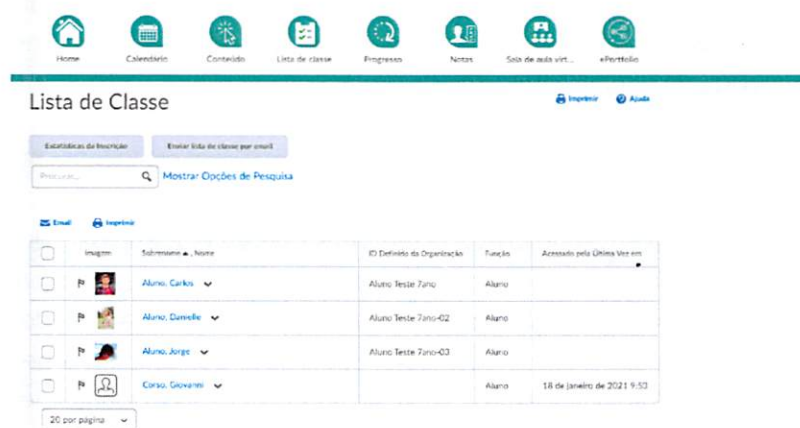 Home Calendário Conteúdo Lista de classe Progresso Notas Sala de aula virt... ePortfolio
Lista de Classe
Imprimir Ajuda
Estatísticas da Inscrição Enviar lista de classe por email
Procurar... Mostrar Opções de Pesquisa
Email Imprimir
Imagem Sobrenome ▲ , Nome ID Definido da Organização Função Acessado pela Última Vez em
Aluno, Carlos Aluno Teste 7ano Aluno
Aluno, Danielle Aluno Teste 7ano-02 Aluno
Aluno, Jorge Aluno Teste 7ano-03 Aluno
Corso, Giovanni Aluno 18 de janeiro de 2021 9:53
20 por página